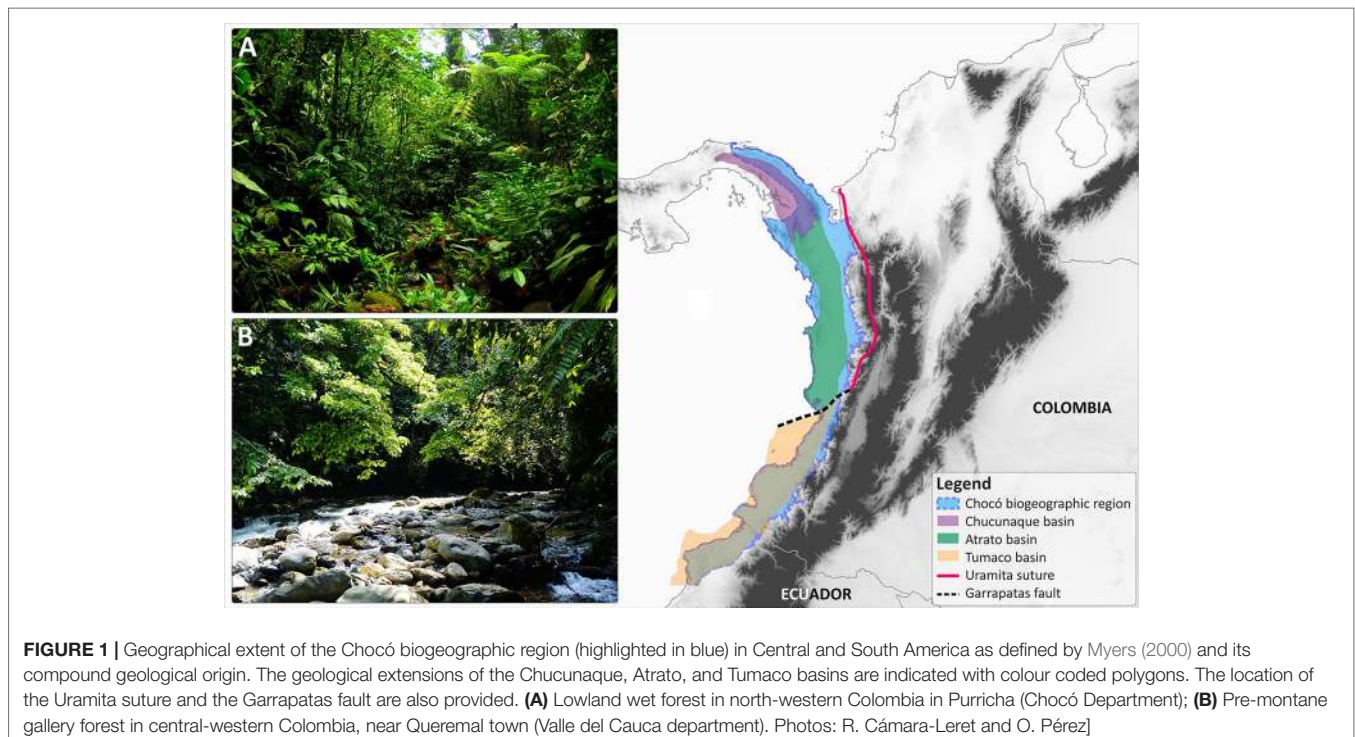 A
B
COLOMBIA
ECUADOR
Legend
Chocó biogeographic region
Chucunaque basin
Atrato basin
Tumaco basin
Uramita suture
Garrapatas fault
FIGURE 1 | Geographical extent of the Chocó biogeographic region (highlighted in blue) in Central and South America as defined by Myers (2000) and its
compound geological origin. The geological extensions of the Chucunaque, Atrato, and Tumaco basins are indicated with colour coded polygons. The location of
the Uramita suture and the Garrapatas fault are also provided. (A) Lowland wet forest in north-western Colombia in Purricha (Chocó Department); (B) Pre-montane
gallery forest in central-western Colombia, near Queremal town (Valle del Cauca department). Photos: R. Cámara-Leret and O. Pérez]